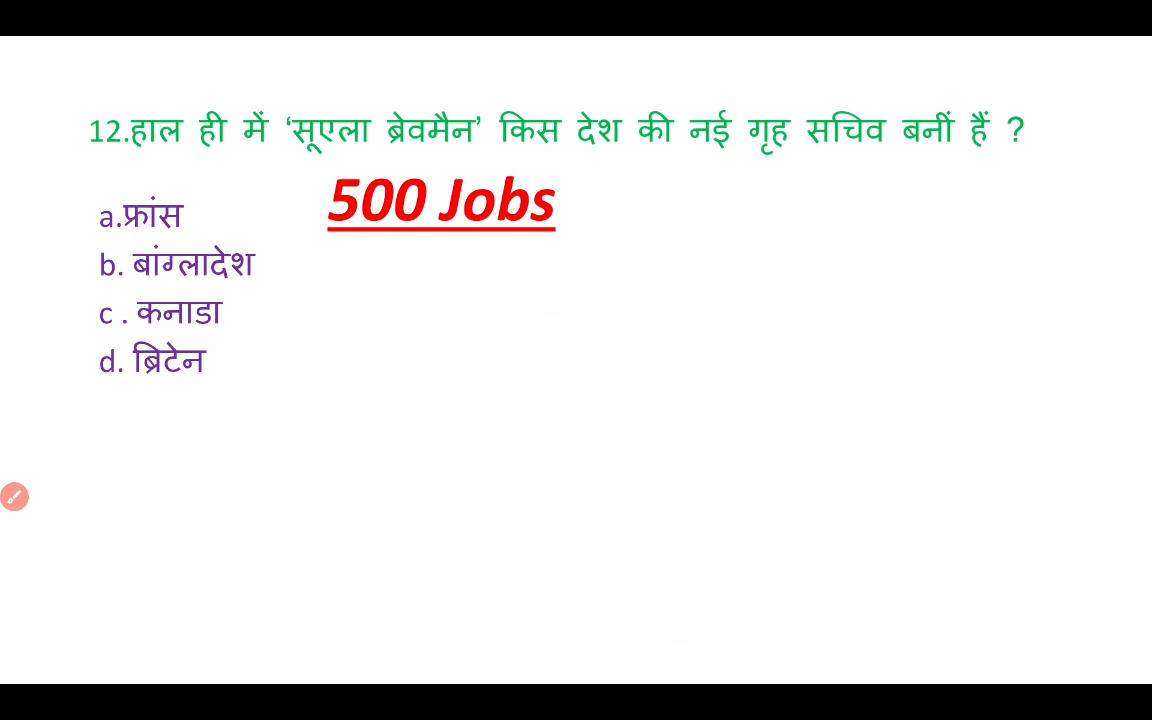 12.हाल ही में ‘सूएला ब्रेवमैन’ किस देश की नई गृह सचिव बनीं हैं ?
500 Jobs
a.फ्रांस
b. बांग्लादेश
c . कनाडा
d. ब्रिटेन